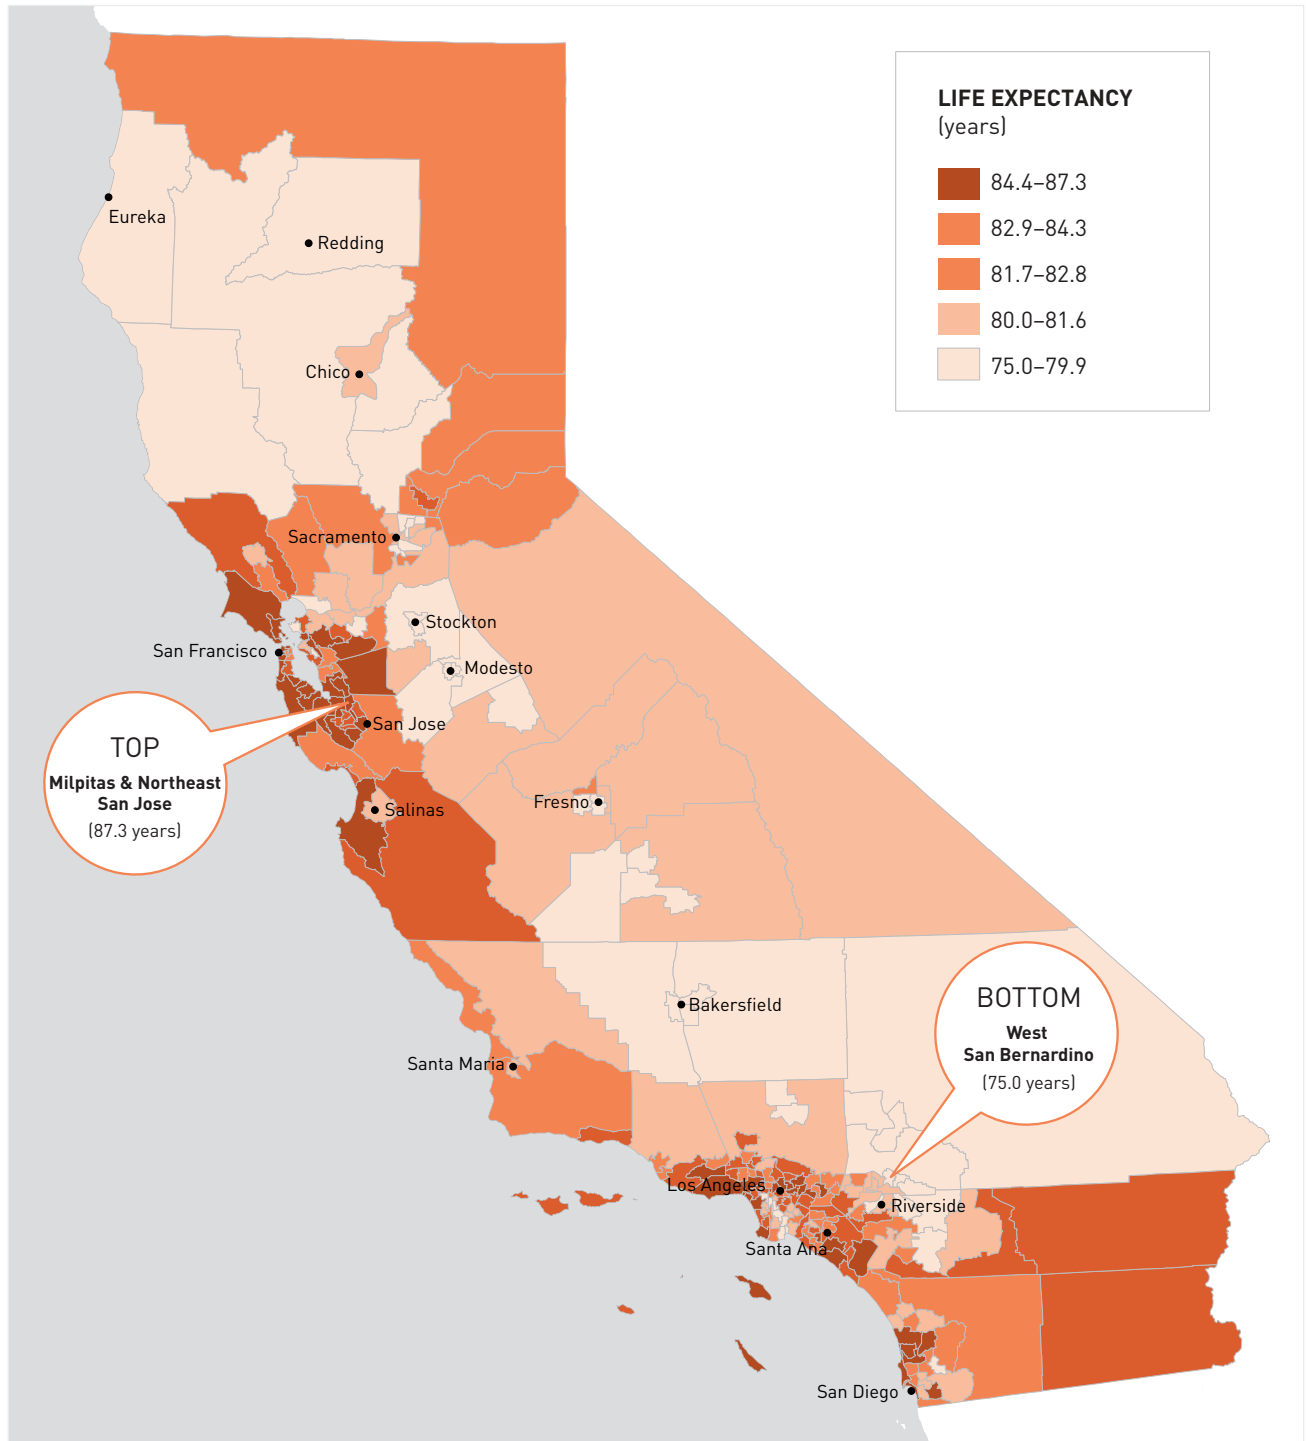 LIFE EXPECTANCY
(years)
84.4–87.3
82.9–84.3
81.7–82.8
80.0–81.6
75.0–79.9
Eureka
Redding
Chico
Sacramento
Stockton
San Francisco
Modesto
San Jose
TOP
Milpitas & Northeast
San Jose
(87.3 years)
Salinas
Fresno
Bakersfield
BOTTOM
West
San Bernardino
(75.0 years)
Santa Maria
Los Angeles
Riverside
Santa Ana
San Diego